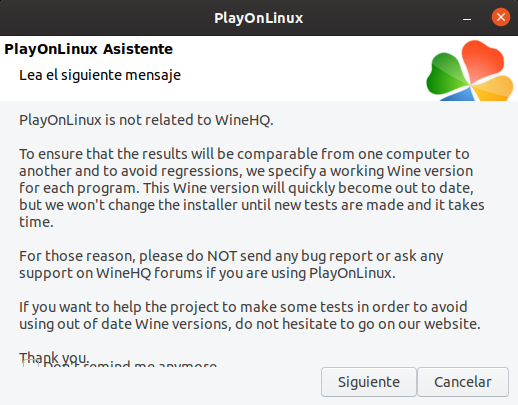 PlayOnLinux
PlayOnLinux Asistente
Lea el siguiente mensaje
PlayOnLinux is not related to WineHQ.
To ensure that the results will be comparable from one computer to
another and to avoid regressions, we specify a working Wine version
for each program. This Wine version will quickly become out to date,
but we won't change the installer until new tests are made and it takes
time.
For those reason, please do NOT send any bug report or ask any
support on WineHQ forums if you are using PlayOnLinux.
If you want to help the project to make some tests in order to avoid
using out of date Wine versions, do not hesitate to go on our website.
Thank you.
Don't remind me anymore
Siguiente
Cancelar